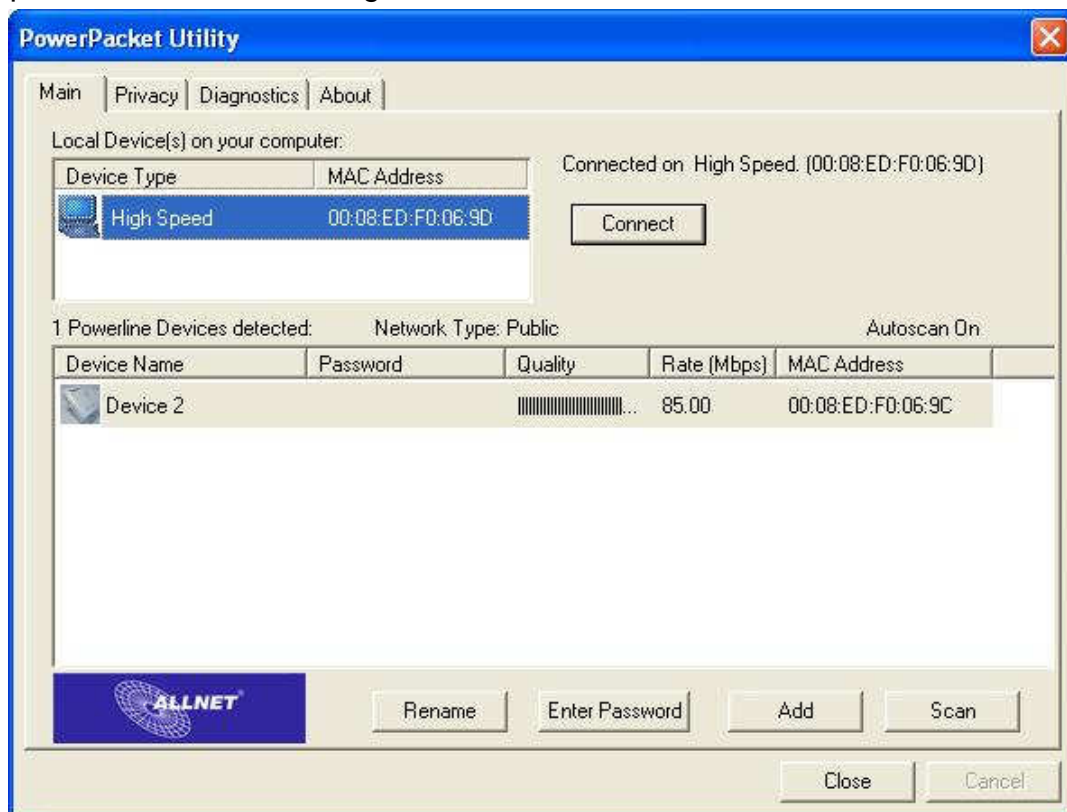 PowerPacket Utility
Main Privacy Diagnostics About
Local Device(s) on your computer:
Device Type MAC Address
High Speed 00:08:ED:F0:06:9D
Connected on High Speed. (00:08:ED:F0:06:9D)
Connect
1 Powerline Devices detected: Network Type: Public Autoscan On
Device Name Password Quality Rate (Mbps) MAC Address
Device 2 85.00 00:08:ED:F0:06:9C
ALLNET
Rename Enter Password Add Scan
Close Cancel